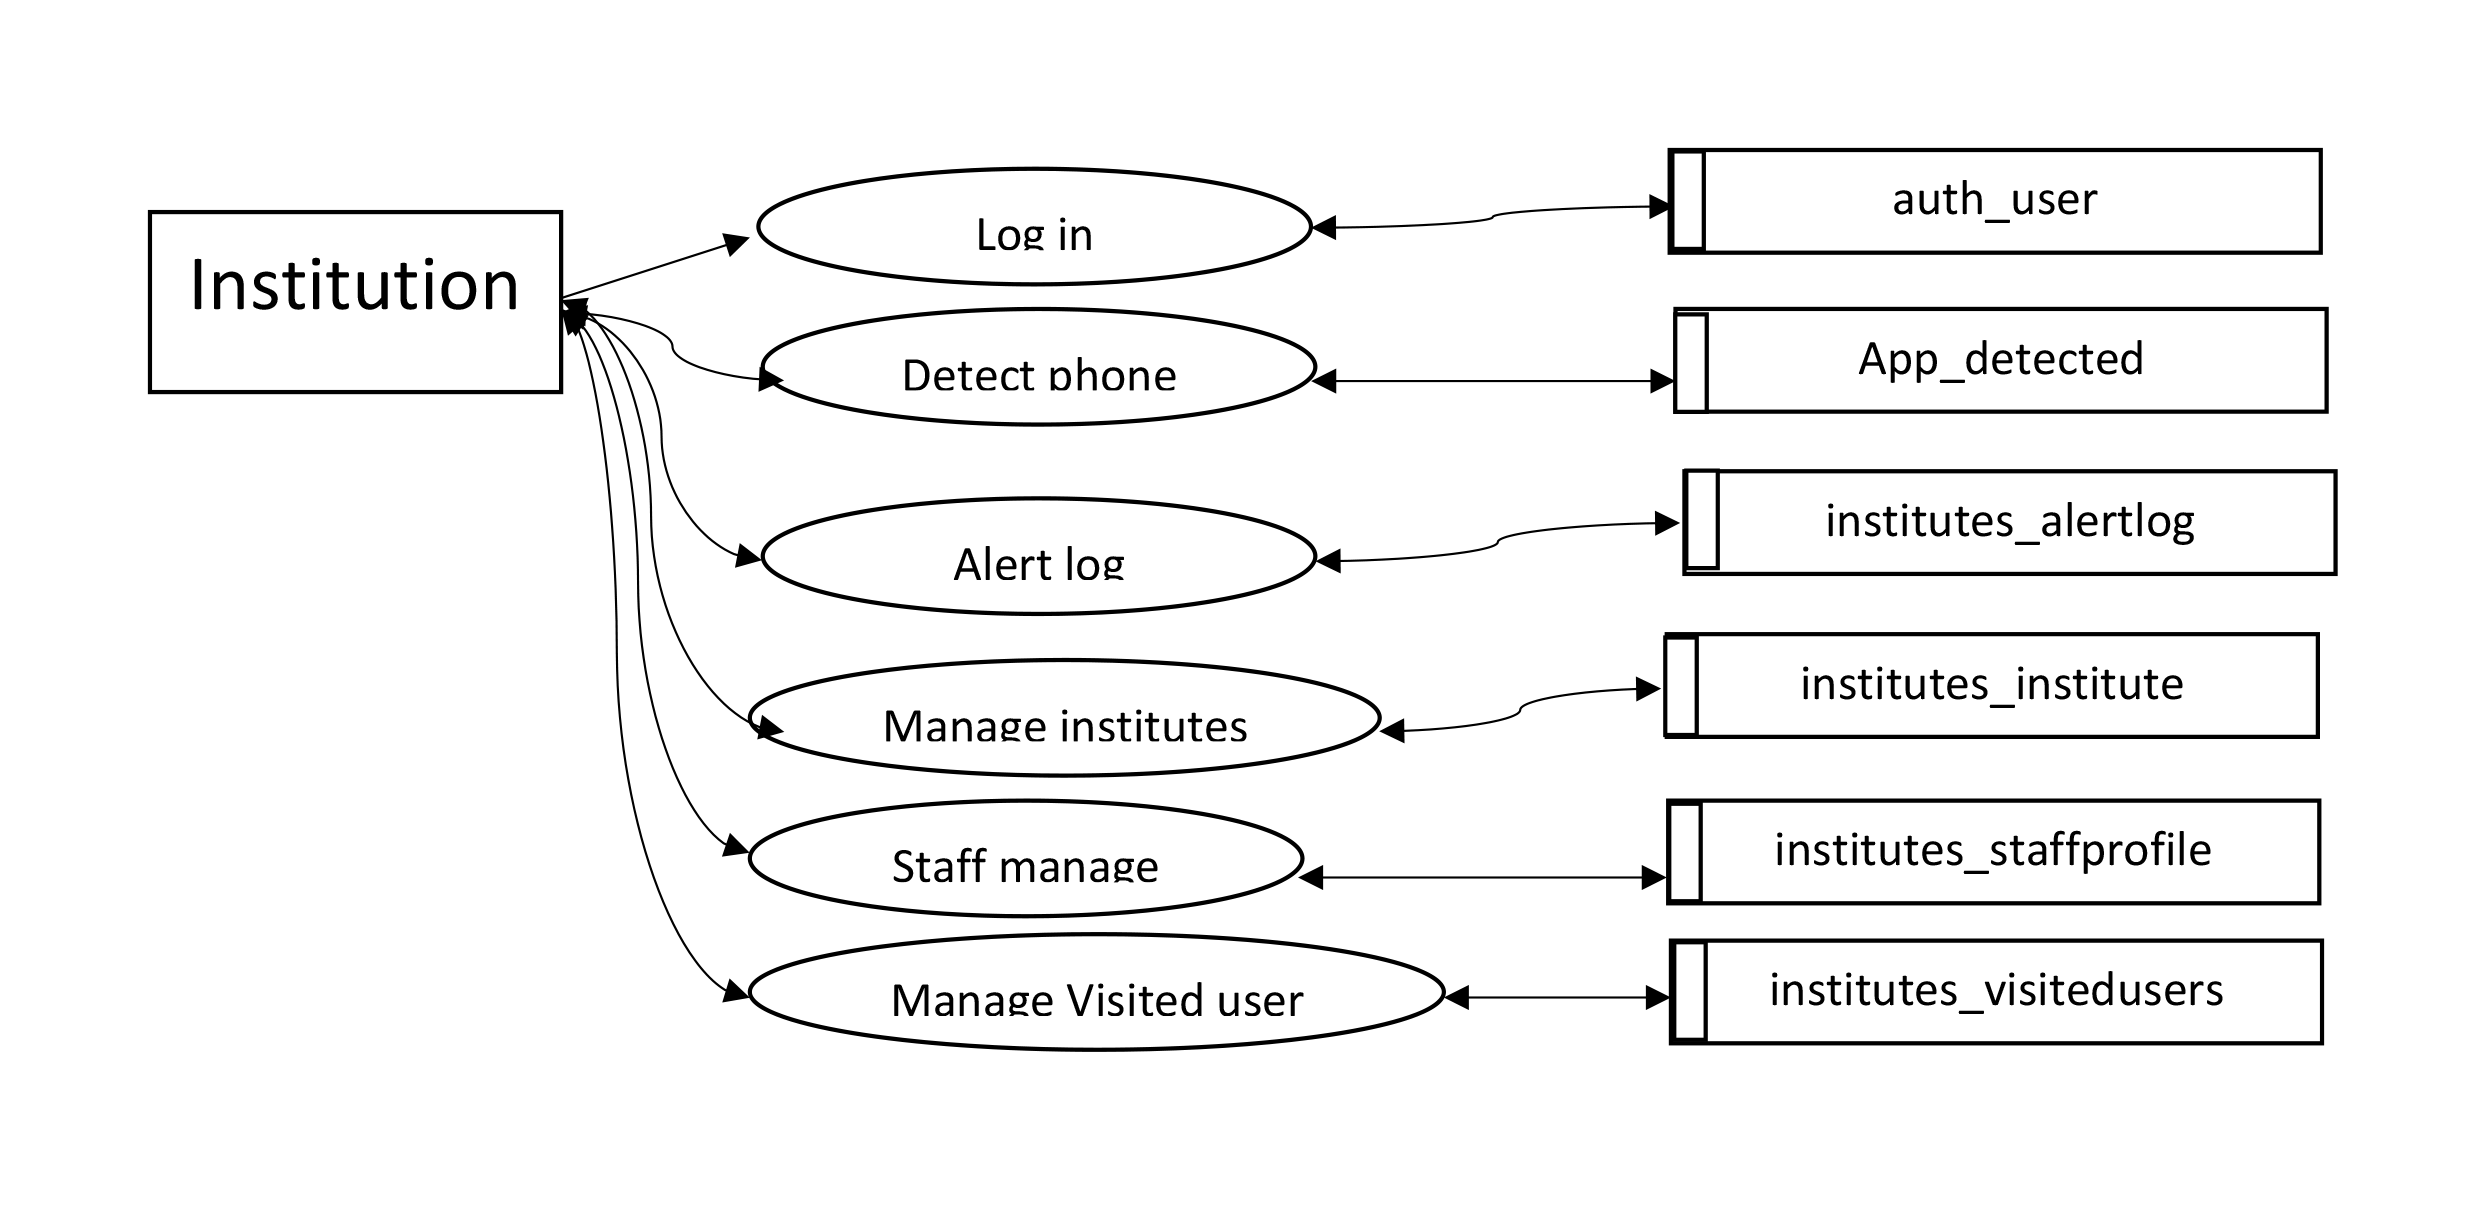 Institution
Log in
auth_user
Detect phone
App_detected
Alert log
institutes_alertlog
Manage institutes
institutes_institute
Staff manage
institutes_staffprofile
Manage Visited user
institutes_visitedusers